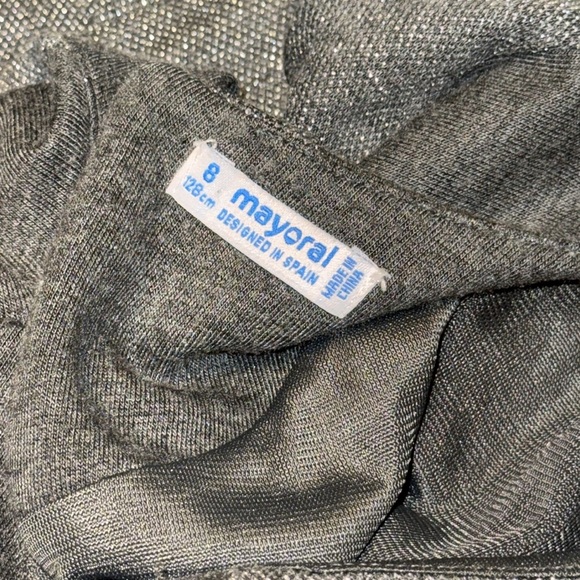 8
128cm
mayoral
DESIGNED IN SPAIN
MADE IN
CHINA